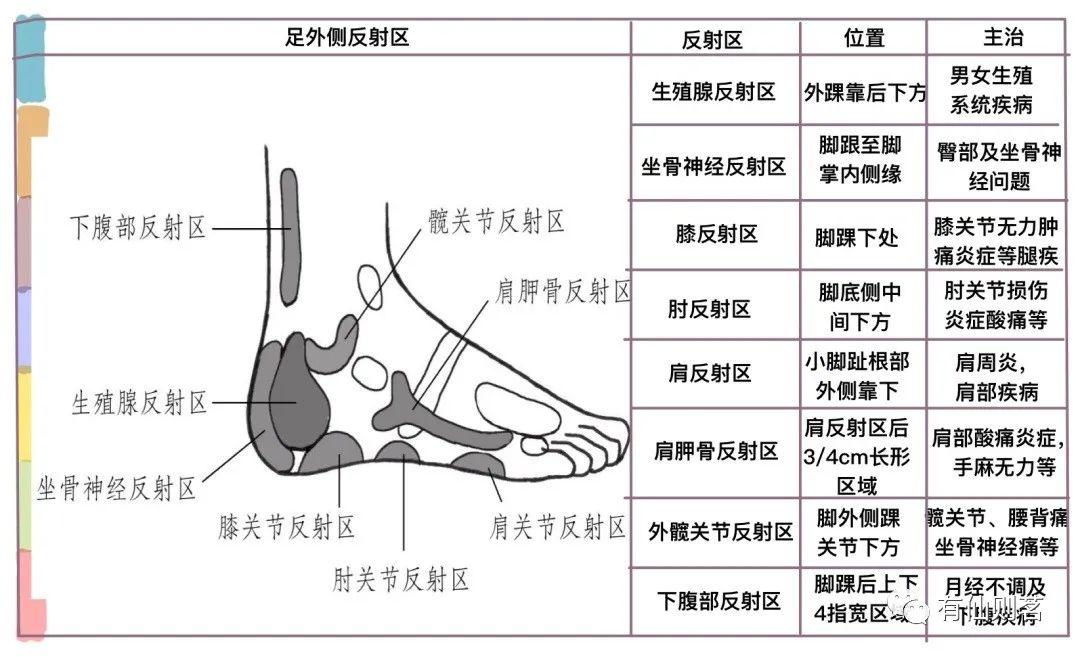 足外侧反射区
反射区
位置
主治
下腹部反射区
髋关节反射区
肩胛骨反射区
生殖腺反射区
坐骨神经反射区
膝关节反射区
肘关节反射区
肩关节反射区
生殖腺反射区
外踝靠后下方
男女生殖
系统疾病
坐骨神经反射区
脚跟至脚
掌内侧缘
臀部及坐骨神
经问题
膝反射区
脚踝下处
膝关节无力肿
痛炎症等腿疾
肘反射区
脚底侧中
间下方
肘关节损伤
炎症酸痛等
肩反射区
小脚趾根部
外侧靠下
肩周炎，
肩部疾病
肩胛骨反射区
肩反射区后
3/4cm长形
区域
肩部酸痛炎症，
手麻无力等
外髋关节反射区
脚外侧踝
关节下方
髋关节、腰背痛
坐骨神经痛等
下腹部反射区
脚踝后上下
4指宽区域
月经不调及
下腹疾病
有仙则茗